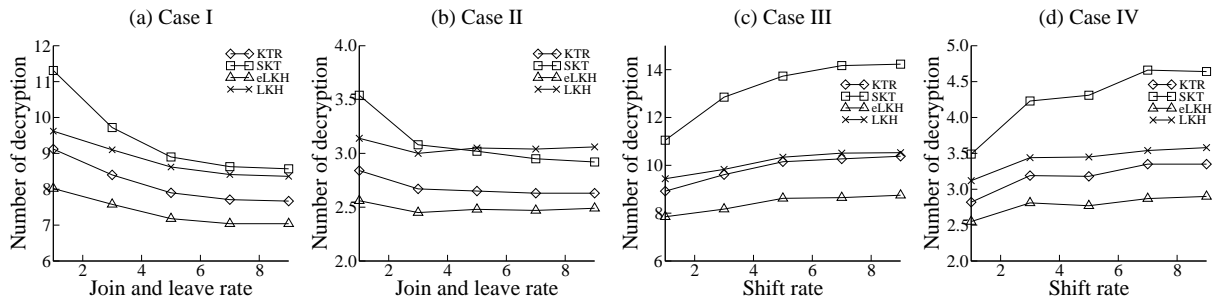 (a) Case I
Number of decryption
12
11
10
9
8
7
6
2 4 6 8
Join and leave rate
KTR
SKT
eLKH
LKH
(b) Case II
Number of decryption
4.0
3.5
3.0
2.5
2.0
2 4 6 8
Join and leave rate
KTR
SKT
eLKH
LKH
(c) Case III
Number of decryption
14
12
10
8
6
2 4 6 8
Shift rate
KTR
SKT
eLKH
LKH
(d) Case IV
Number of decryption
5.0
4.5
4.0
3.5
3.0
2.5
2.0
2 4 6 8
Shift rate
KTR
SKT
eLKH
LKH